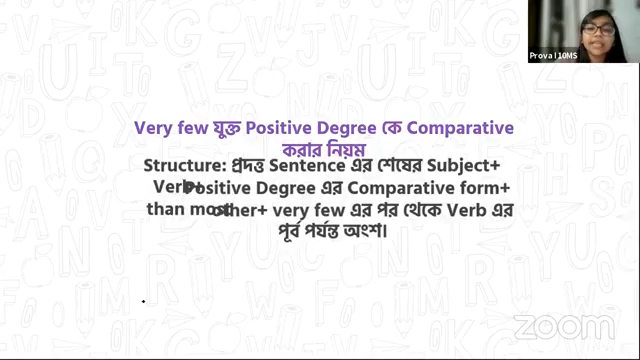 Prova I 10MS
Very few যুক্ত Positive Degree কে Comparative
করার নিয়ম
Structure: প্রদত্ত Sentence এর শেষের Subject+
Verb+
Positive Degree এর Comparative form+
than most
other+ very few এর পর থেকে Verb এর
পূর্ব পর্যন্ত অংশ।
zoom